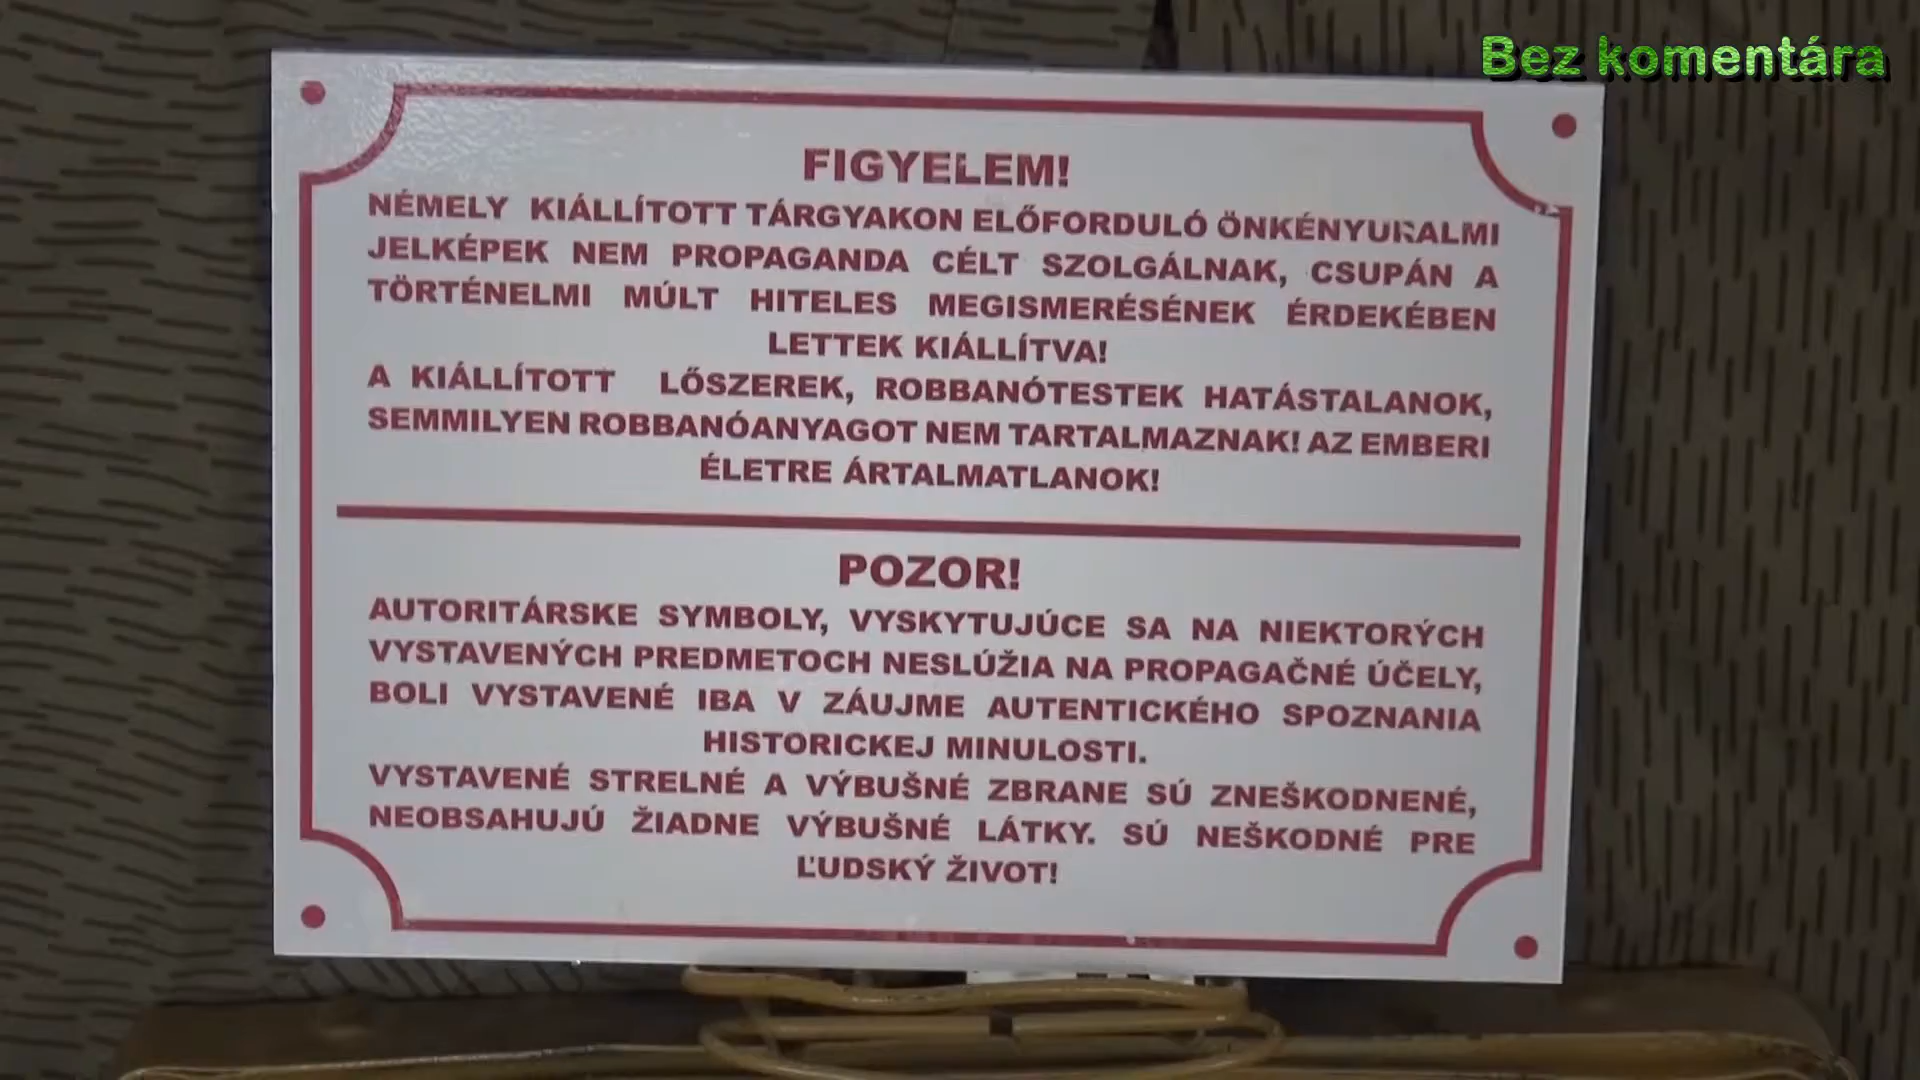 Bez komentára
FIGYELEM!
NÉMELY KIÁLLÍTOTT TÁRGYAKON ELŐFORDULÓ ÖNKÉNYURALMI
JELKÉPEK NEM PROPAGANDA CÉLT SZOLGÁLNAK, CSUPÁN A
TÖRTÉNELMI MÚLT HITELES MEGISMERÉSÉNEK ÉRDEKÉBEN
LETTEK KIÁLLÍTVA!
A KIÁLLÍTOTT LŐSZEREK, ROBBANÓTESTEK HATÁSTALANOK,
SEMMILYEN ROBBANÓANYAGOT NEM TARTALMAZNAK! AZ EMBERI
ÉLETRE ÁRTALMATLANOK!
POZOR!
AUTORITÁRSKE SYMBOLY, VYSKYTUJÚCE SA NA NIEKTORÝCH
VYSTAVENÝCH PREDMETOCH NESLÚŽIA NA PROPAGAČNÉ ÚČELY,
BOLI VYSTAVENÉ IBA V ZÁUJME AUTENTICKÉHO SPOZNANIA
HISTORICKEJ MINULOSTI.
VYSTAVENÉ STRELNÉ A VÝBUŠNÉ ZBRANE SÚ ZNEŠKODNENÉ,
NEOBSAHUJÚ ŽIADNE VÝBUŠNÉ LÁTKY. SÚ NEŠKODNÉ PRE
ĽUDSKÝ ŽIVOT!